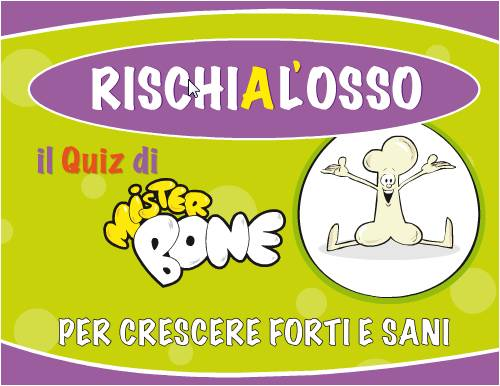 RISCHIAL'OSSO
il Quiz di
MISTER
BONE
PER CRESCERE FORTI E SANI